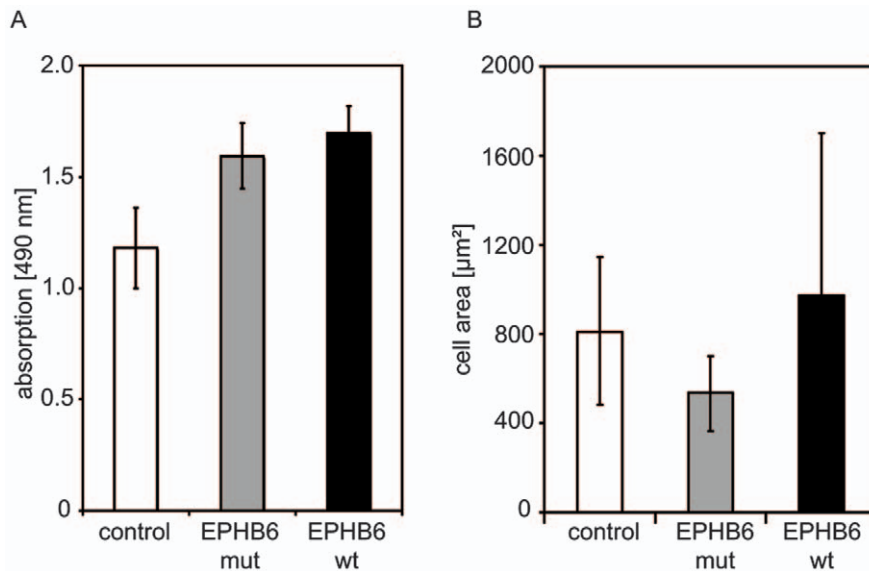 A
absorption [490 nm]
2.0
1.5
1.0
0.5
0
control
EPHB6
mut
EPHB6
wt
B
cell area [µm²]
2000
1600
1200
800
400
0
control
EPHB6
mut
EPHB6
wt